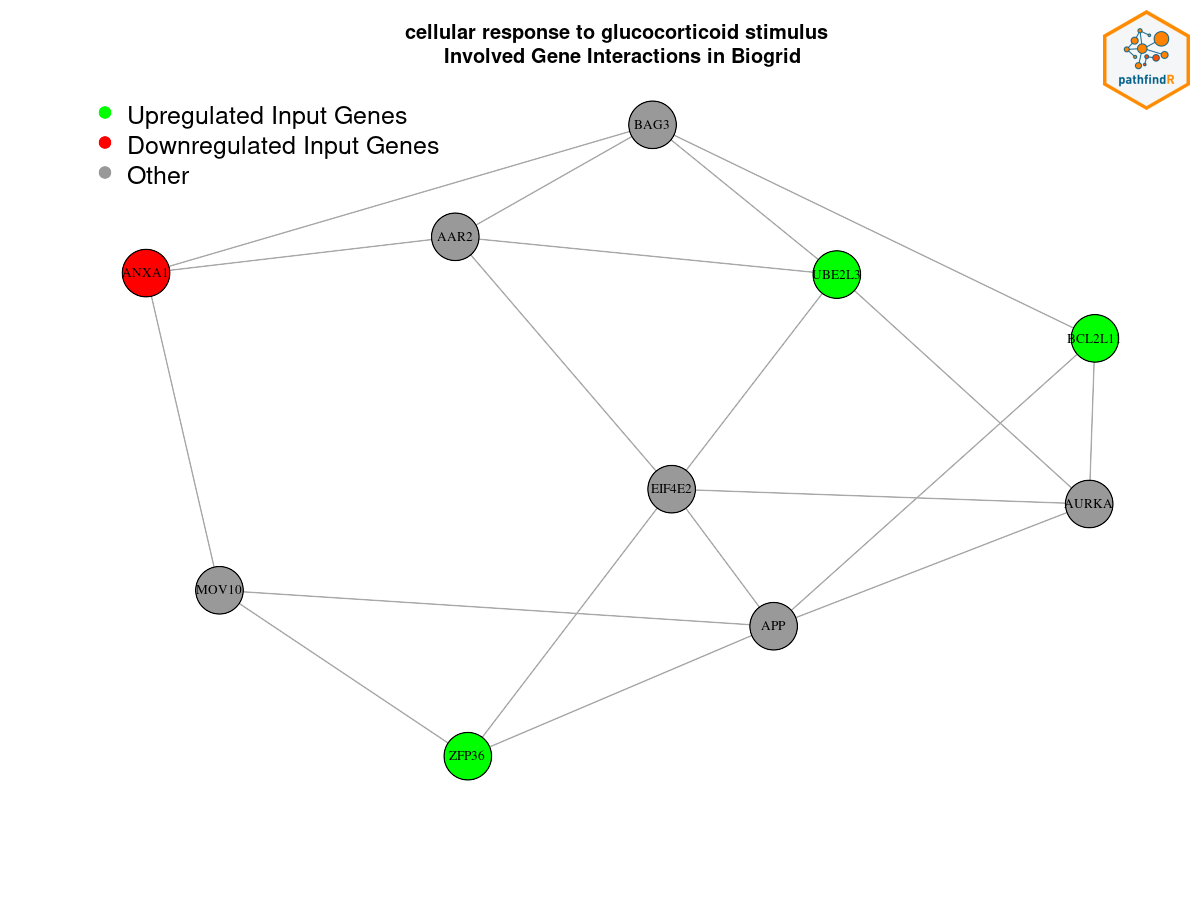 cellular response to glucocorticoid stimulus
Involved Gene Interactions in Biogrid
pathfindR
Upregulated Input Genes
Downregulated Input Genes
Other
BAG3
AAR2
ANXA1
UBE2L3
BCL2L1
EIF4E2
AURKA
MOV10
APP
ZFP36